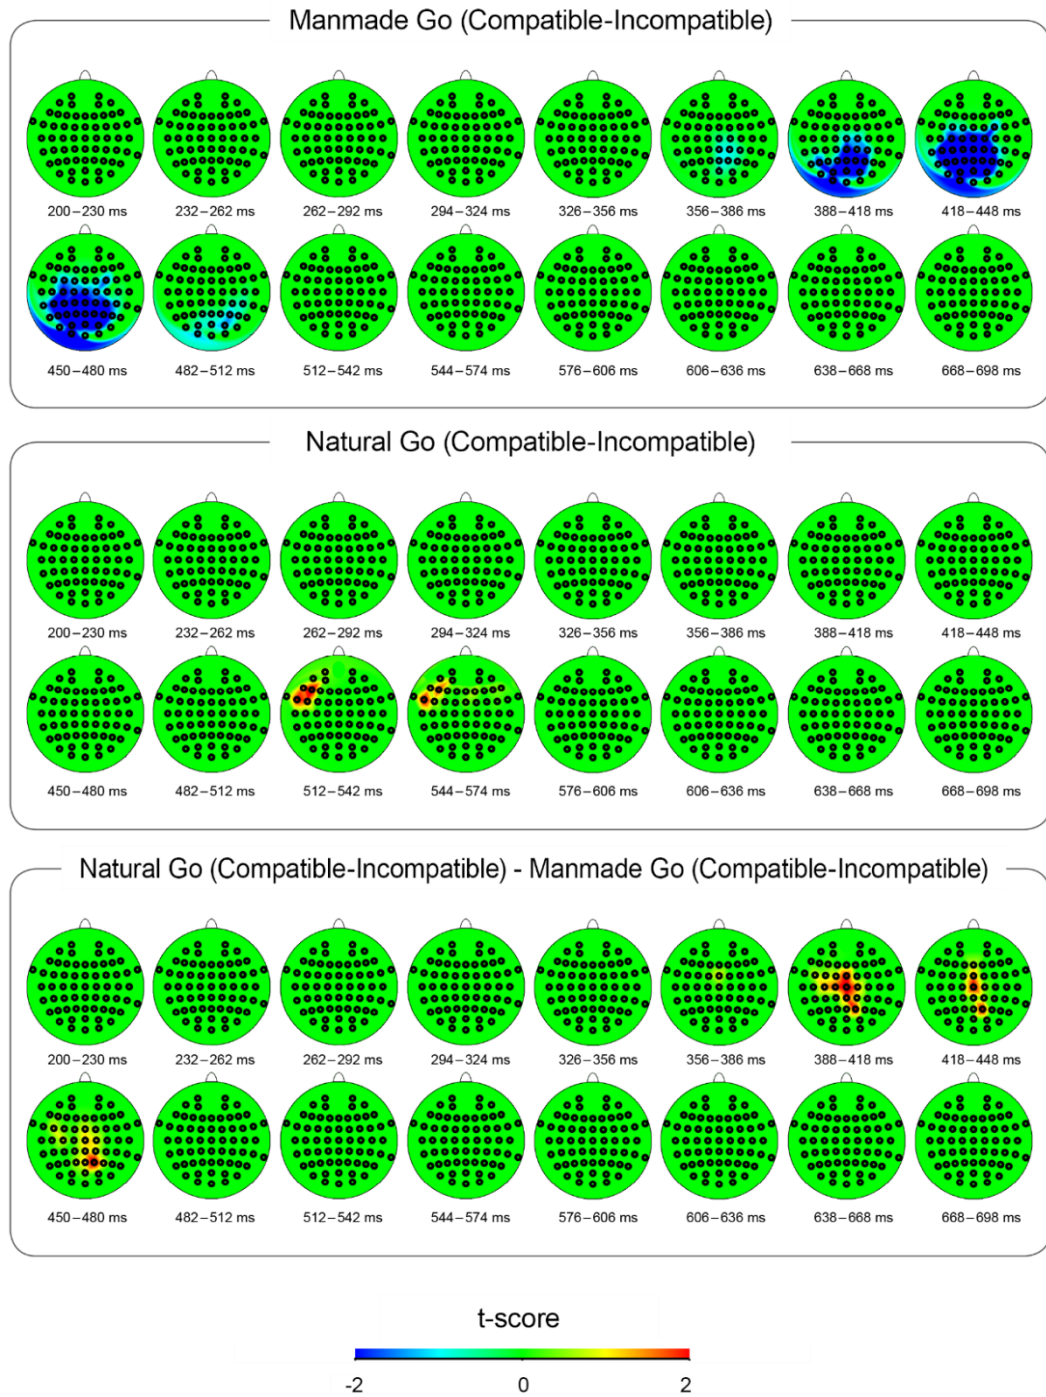 Manmade Go (Compatible-Incompatible)
200–230 ms 232–262 ms 262–292 ms 294–324 ms 326–356 ms 356–386 ms 388–418 ms 418–448 ms
450–480 ms 482–512 ms 512–542 ms 544–574 ms 576–606 ms 606–636 ms 638–668 ms 668–698 ms
Natural Go (Compatible-Incompatible)
200–230 ms 232–262 ms 262–292 ms 294–324 ms 326–356 ms 356–386 ms 388–418 ms 418–448 ms
450–480 ms 482–512 ms 512–542 ms 544–574 ms 576–606 ms 606–636 ms 638–668 ms 668–698 ms
Natural Go (Compatible-Incompatible) - Manmade Go (Compatible-Incompatible)
200–230 ms 232–262 ms 262–292 ms 294–324 ms 326–356 ms 356–386 ms 388–418 ms 418–448 ms
450–480 ms 482–512 ms 512–542 ms 544–574 ms 576–606 ms 606–636 ms 638–668 ms 668–698 ms
t-score
-2 0 2